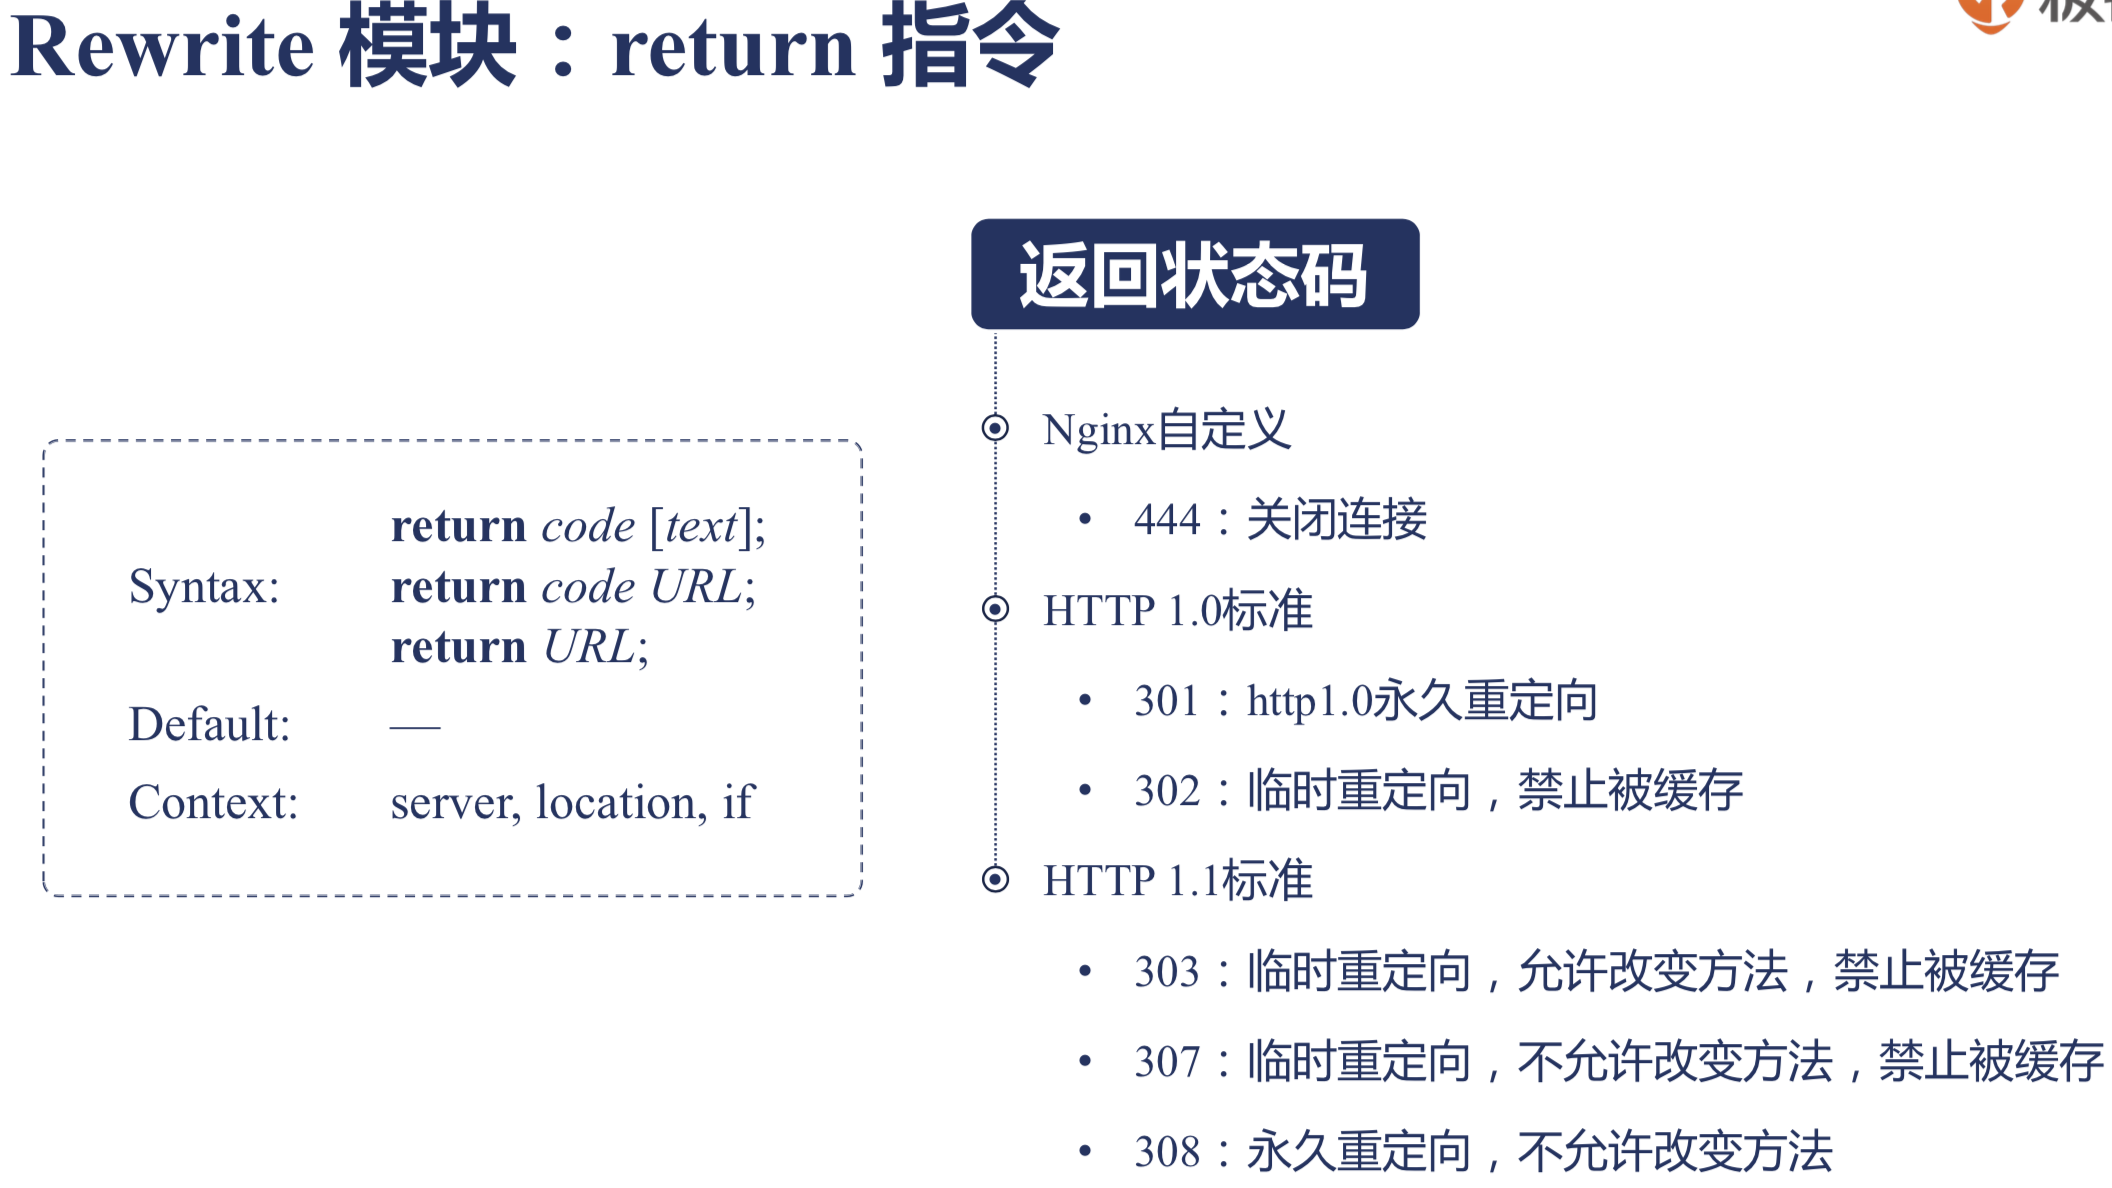 Rewrite 模块：return 指令
返回状态码
Nginx自定义
• 444：关闭连接
HTTP 1.0标准
• 301：http1.0永久重定向
• 302：临时重定向，禁止被缓存
HTTP 1.1标准
• 303：临时重定向，允许改变方法，禁止被缓存
• 307：临时重定向，不允许改变方法，禁止被缓存
• 308：永久重定向，不允许改变方法
return code [text];
Syntax: return code URL;
return URL;
Default: —
Context: server, location, if